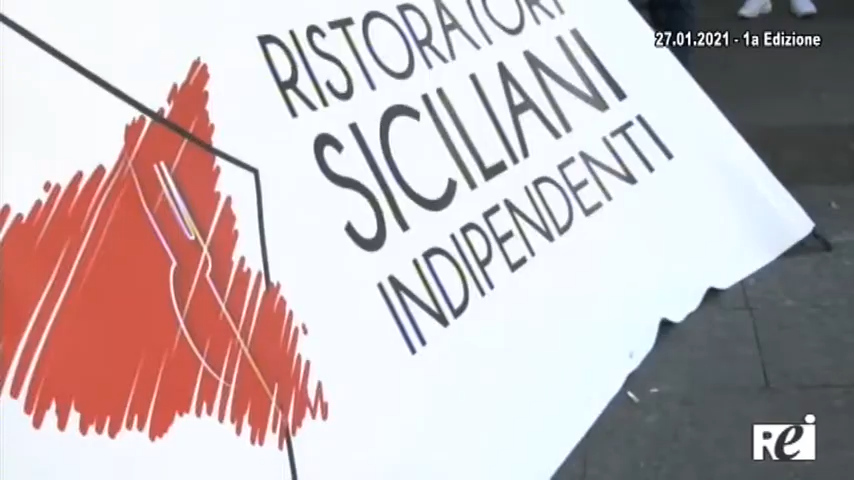 27.01.2021 - 1a Edizione
RISTORATORI
SICILIANI
INDIPENDENTI
Rei